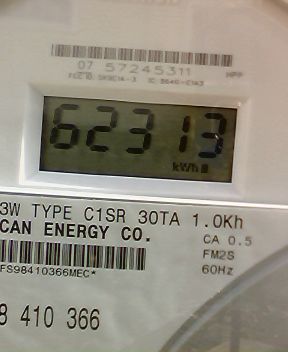 07 57245311 MPP
62313
kWh
3W TYPE C1SR 30TA 1.0Kh
CAN ENERGY CO. CA 0.5
FM2S
FS98410366MEC* 60Hz
8 410 366